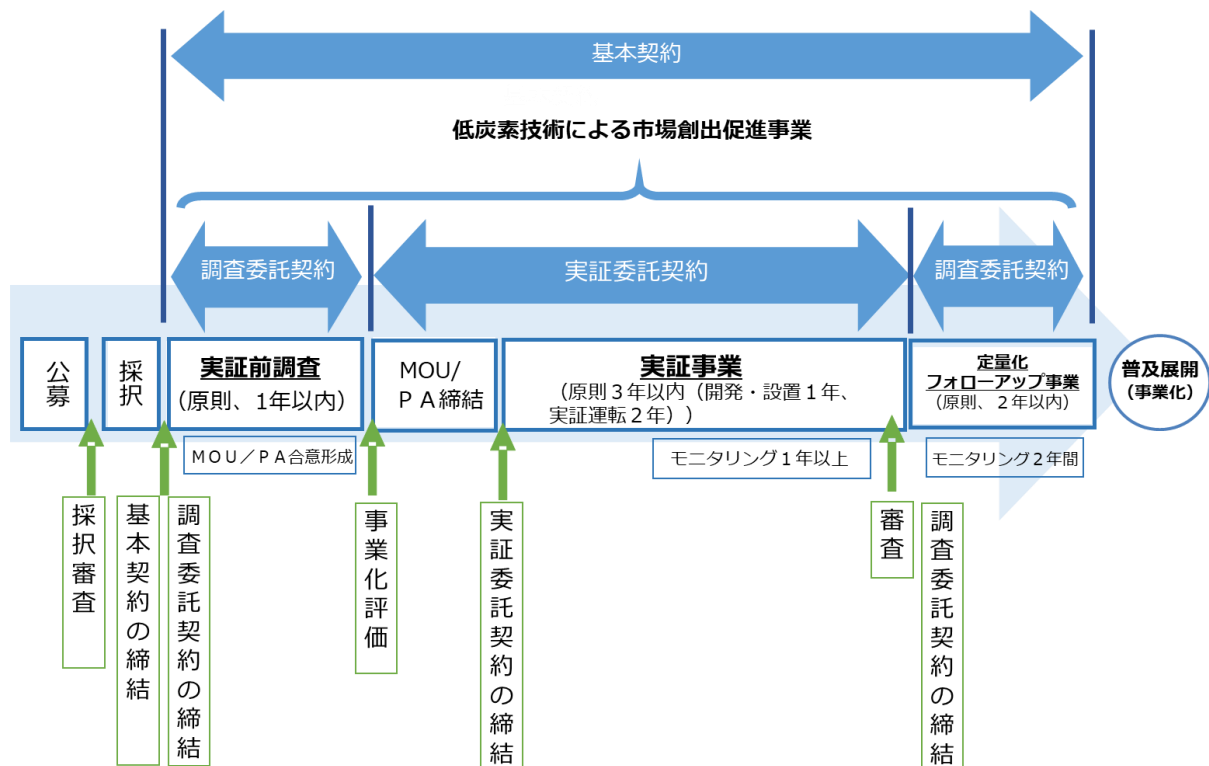 基本契約
低炭素技術による市場創出促進事業
調査委託契約
実証委託契約
調査委託契約
公募
採択
実証前調査
(原則、1年以内)
MOU/
ＰＡ締結
実証事業
（原則３年以内（開発・設置１年、
実証運転２年））
定量化
フォローアップ事業
（原則、２年以内）
普及展開
（事業化）
ＭＯＵ／ＰＡ合意形成
モニタリング１年以上
モニタリング２年間
採択審査
基本契約の締結
調査委託契約の締結
事業化評価
実証委託契約の締結
審査
調査委託契約の締結